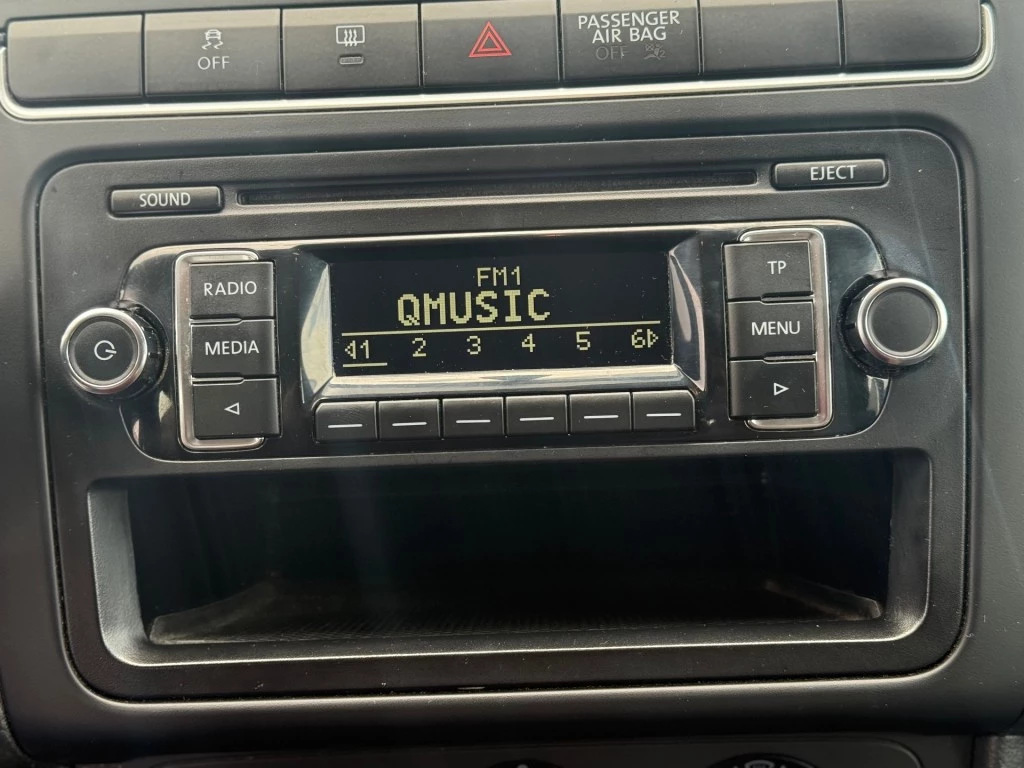 OFF
PASSENGER
AIR BAG
OFF
SOUND
EJECT
RADIO
MEDIA
FM1
QMUSIC
1 2 3 4 5 6
TP
MENU